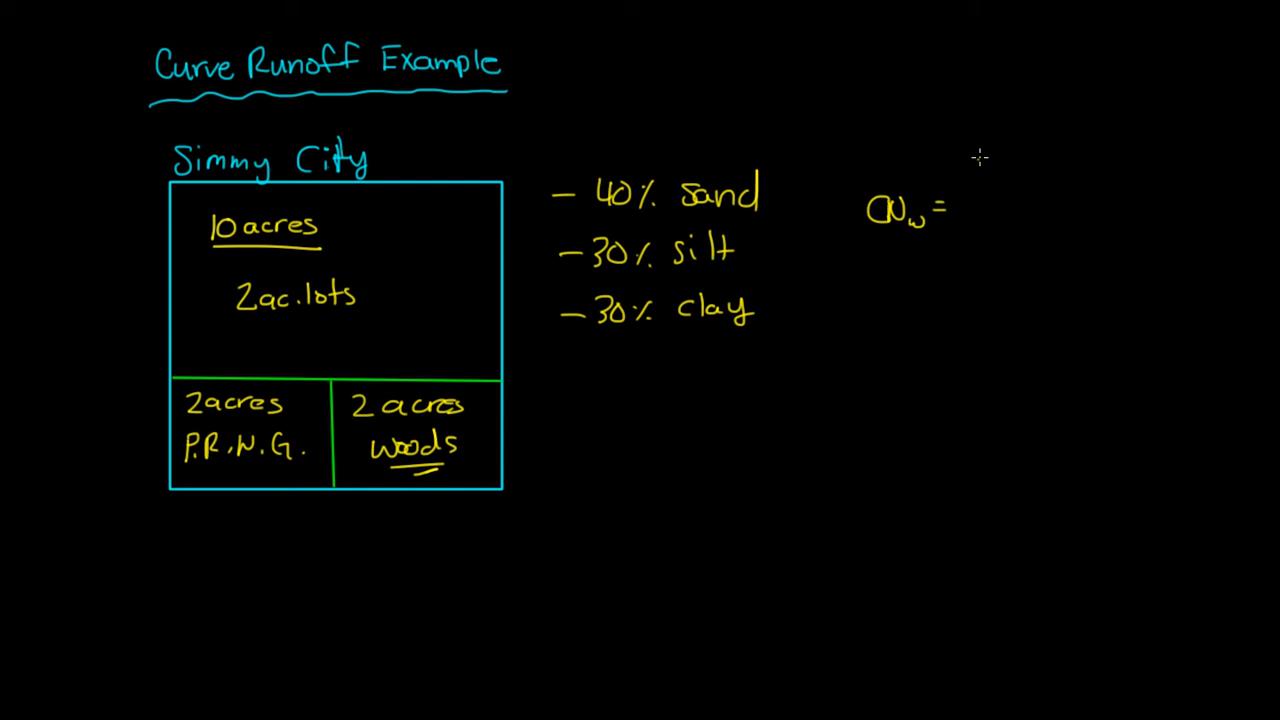 Curve Runoff Example
Simmy City
10 acres
2ac. lots
2acres
P.R.N.G.
2 acres
woods
- 40% sand
- 30% silt
- 30% clay
CNw =